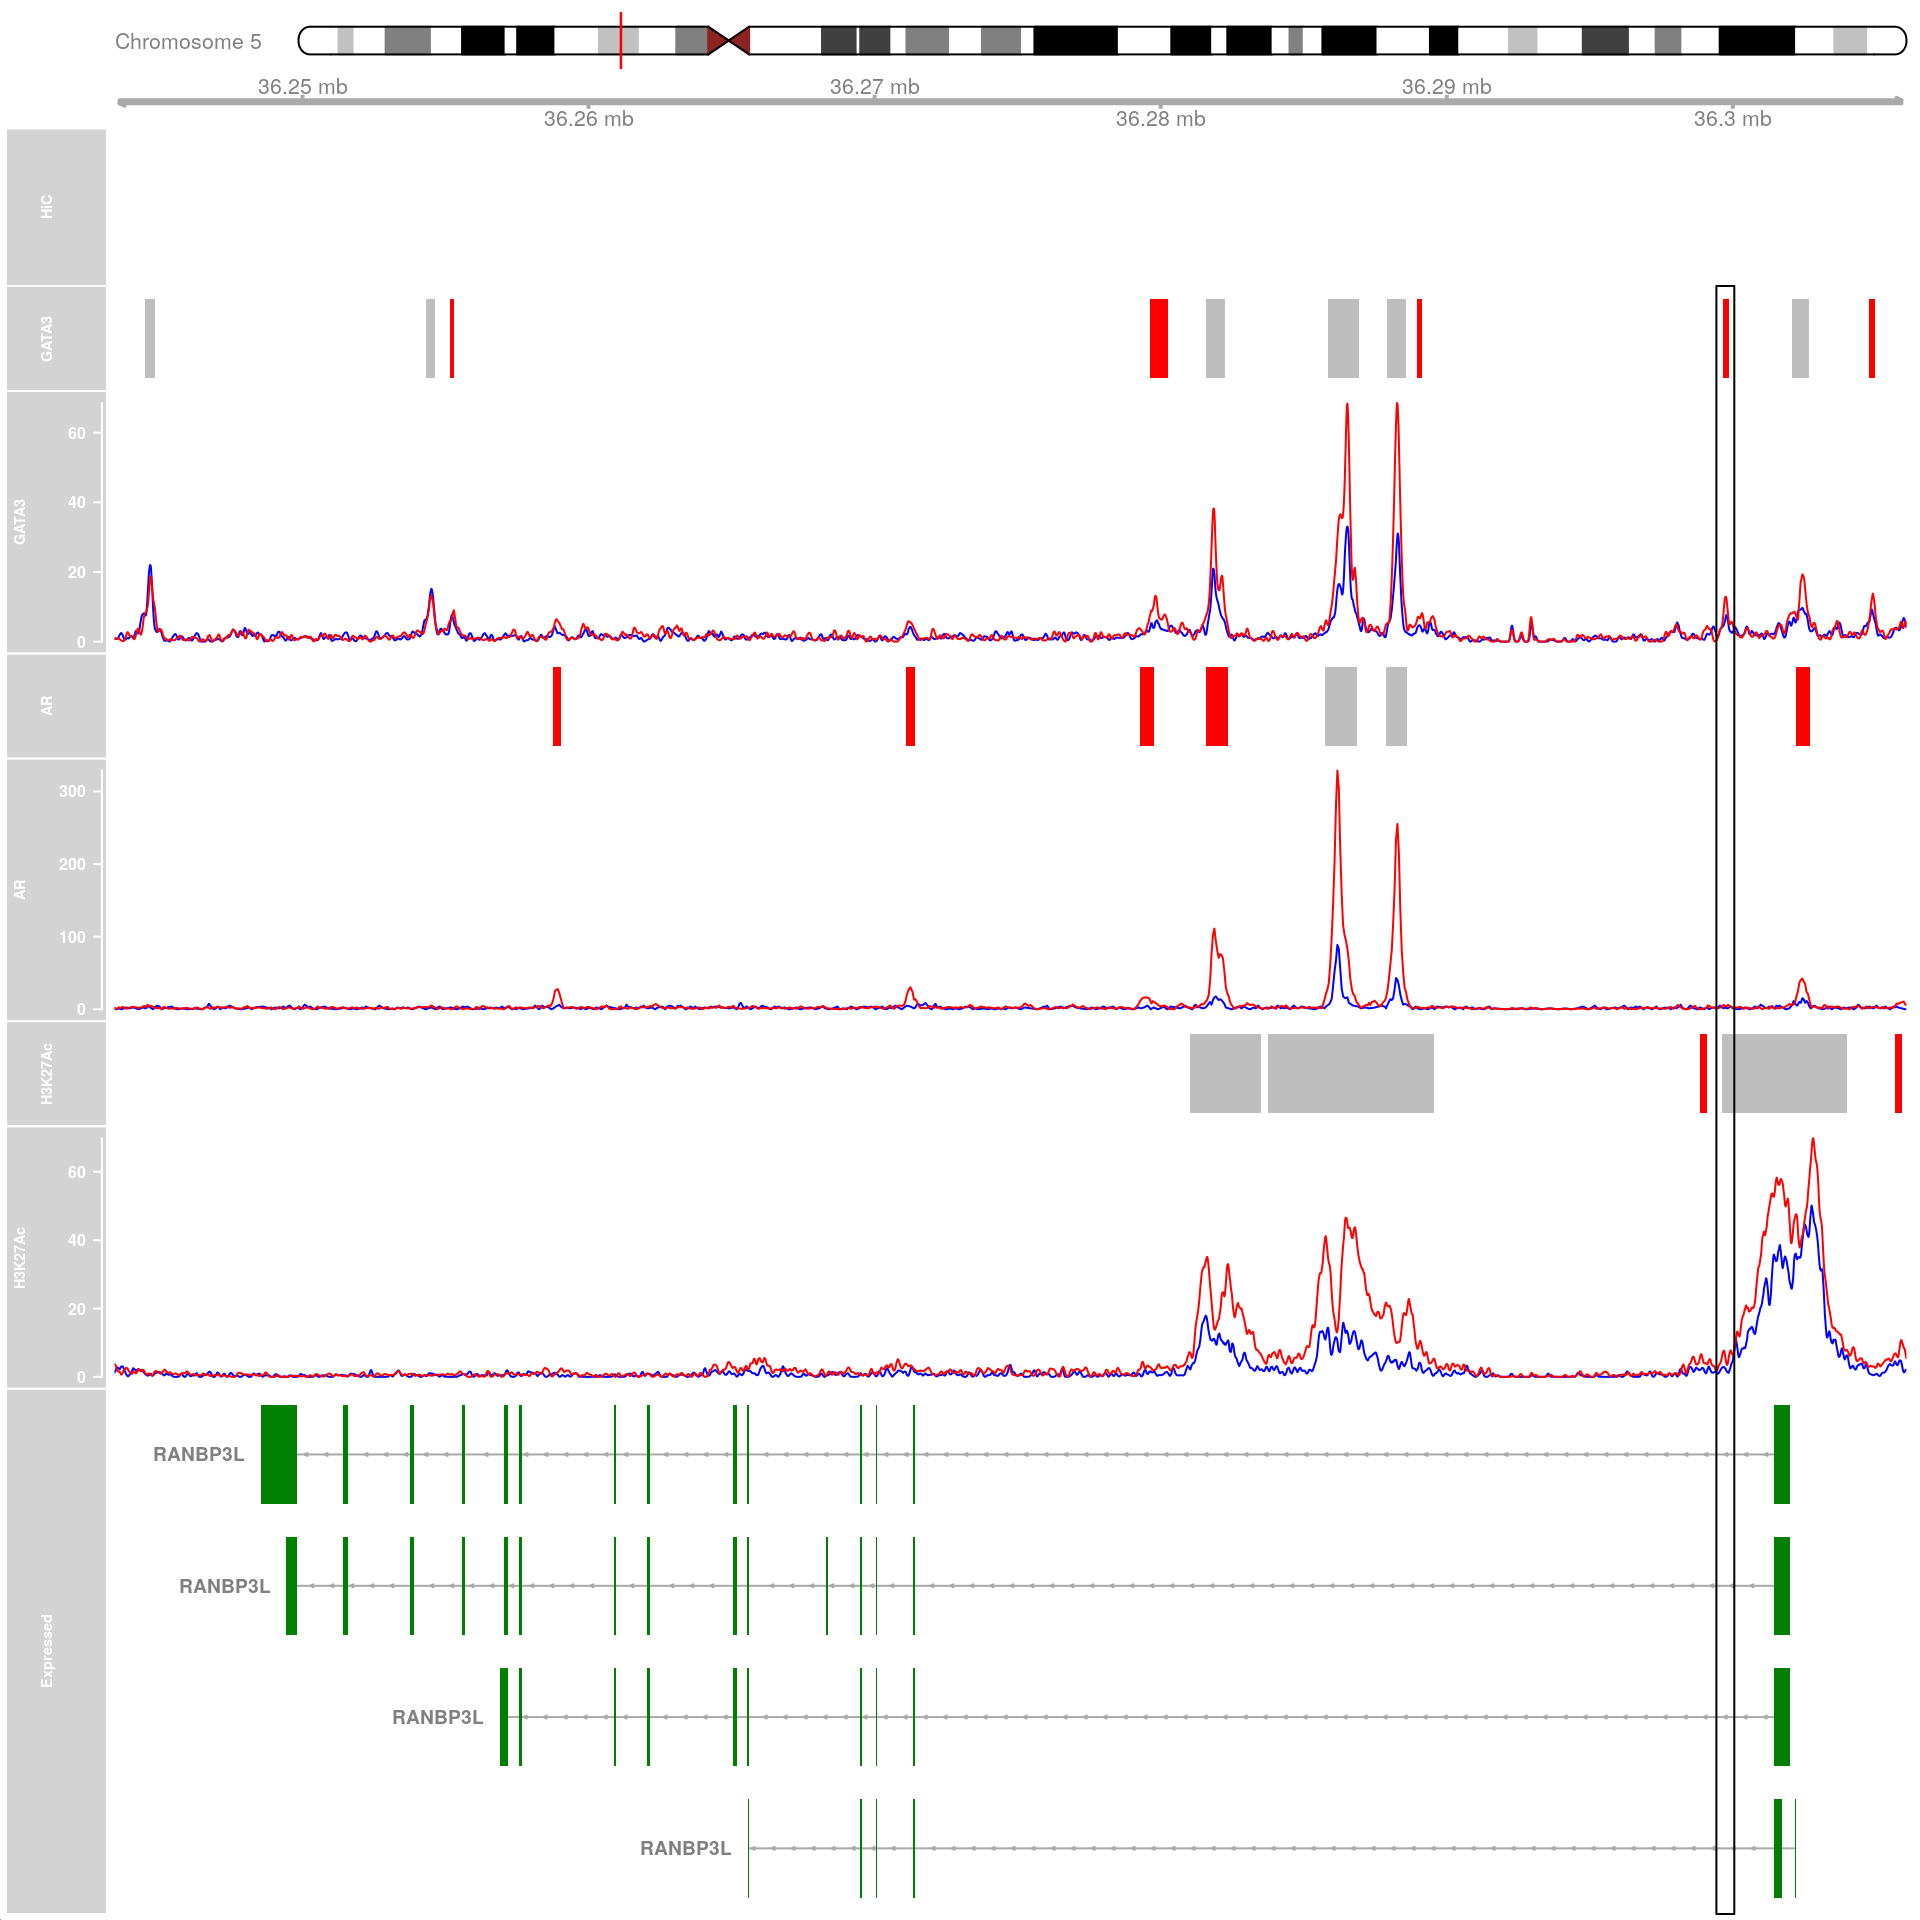 Chromosome 5
36.25 mb
36.27 mb
36.29 mb
36.26 mb
36.28 mb
36.3 mb
HiC
GATA3
GATA3
60
40
20
0
AR
AR
300
200
100
0
H3K27Ac
H3K27Ac
60
40
20
0
Expressed
RANBP3L
RANBP3L
RANBP3L
RANBP3L